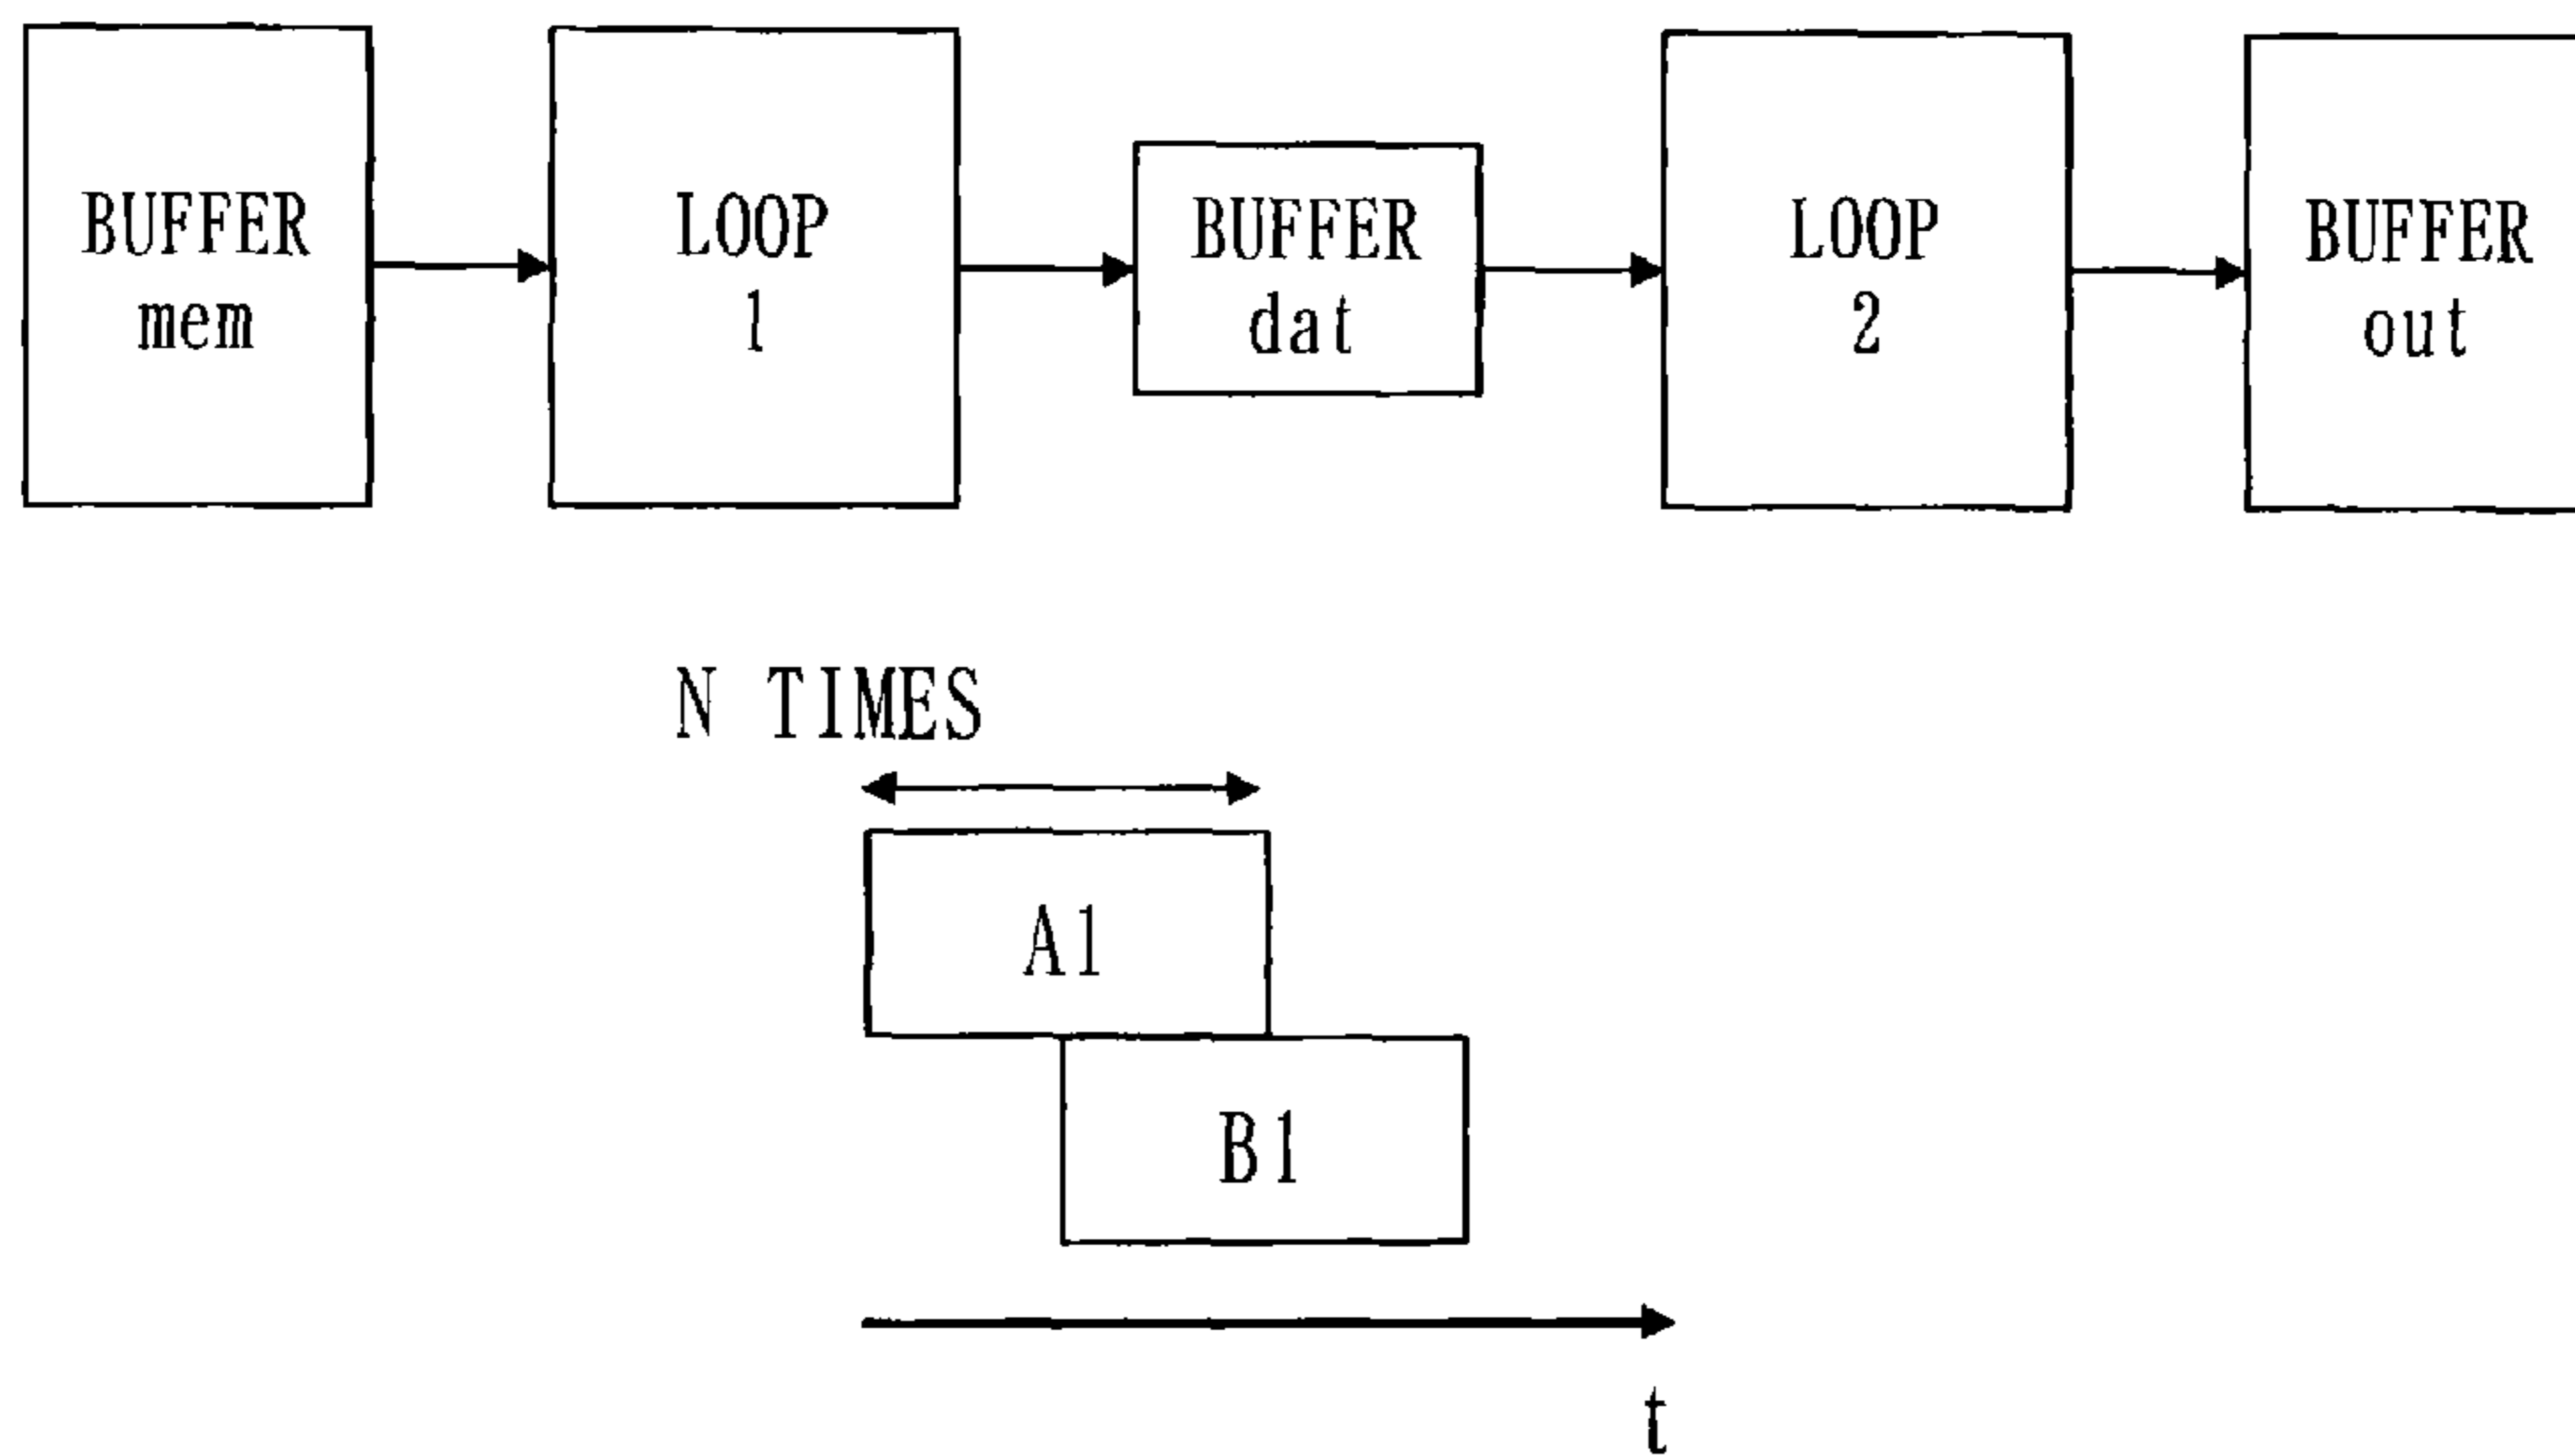 BUFFER
mem
LOOP
1
BUFFER
dat
LOOP
2
BUFFER
out
N TIMES
A1
B1
t